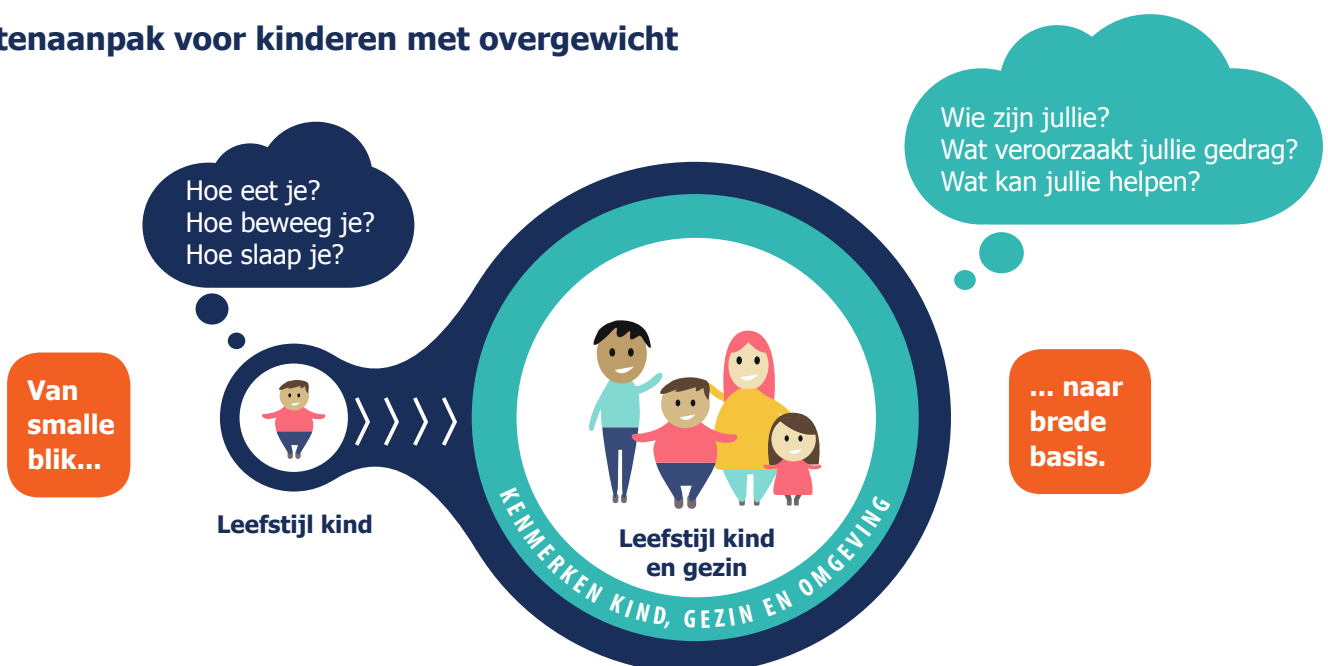 tenaanpak voor kinderen met overgewicht
Hoe eet je?
Hoe beweeg je?
Hoe slaap je?
Wie zijn jullie?
Wat veroorzaakt jullie gedrag?
Wat kan jullie helpen?
Van
smalle
blik...
... naar
brede
basis.
Leefstijl kind
Leefstijl kind
en gezin
KENMERKEN KIND, GEZIN EN OMGEVING